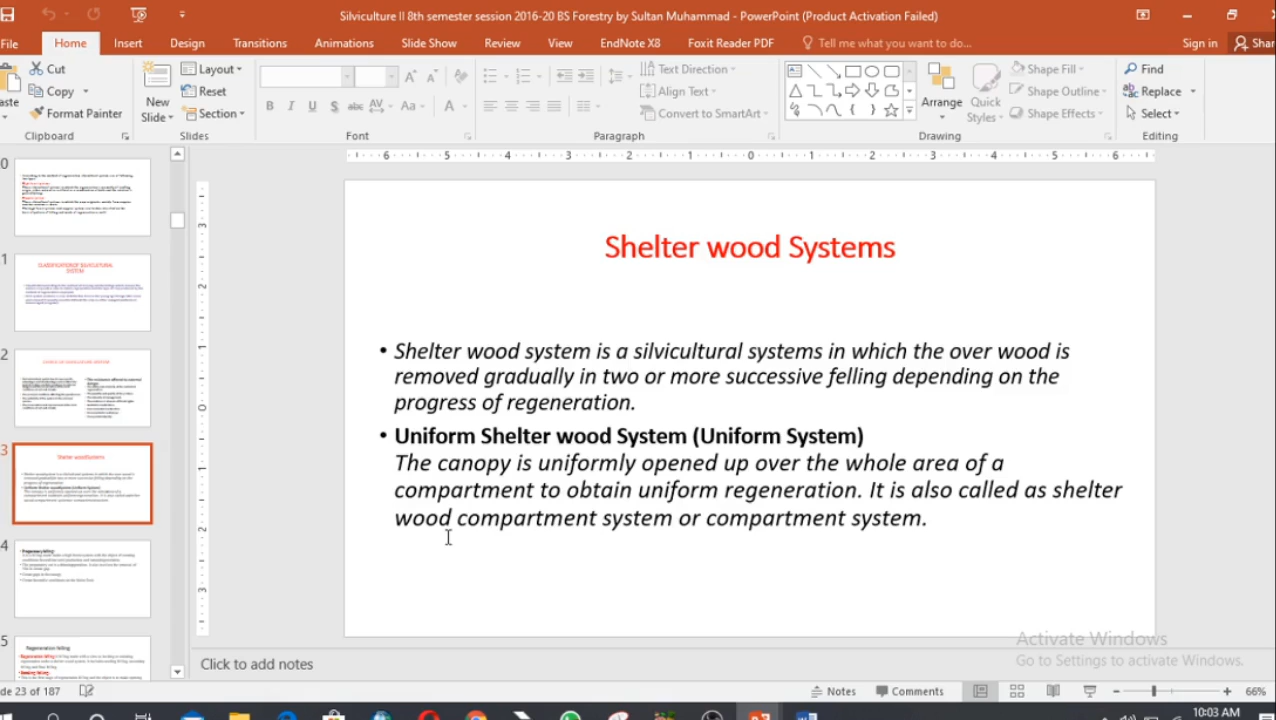 Silviculture II 8th semester session 2016-20 BS Forestry by Sultan Muhammad - PowerPoint (Product Activation Failed)
File Home Insert Design Transitions Animations Slide Show Review View EndNote X8 Foxit Reader PDF Tell me what you want to do... Sign in Shar
Cut Layout Text Direction Shape Fill Find
Copy New Reset Align Text Arrange Quick Shape Outline Replace
aste Format Painter Slide Section Convert to SmartArt Styles Shape Effects Select
Clipboard Slides Font Paragraph Drawing Editing
Shelter wood Systems
• Shelter wood system is a silvicultural systems in which the over wood is
removed gradually in two or more successive felling depending on the
progress of regeneration.
• Uniform Shelter wood System (Uniform System)
The canopy is uniformly opened up over the whole area of a
compartment to obtain uniform regeneration. It is also called as shelter
wood compartment system or compartment system.
Activate Windows
Go to Settings to activate Window
Click to add notes
de 23 of 187 Notes Comments 66%
10:03 AM